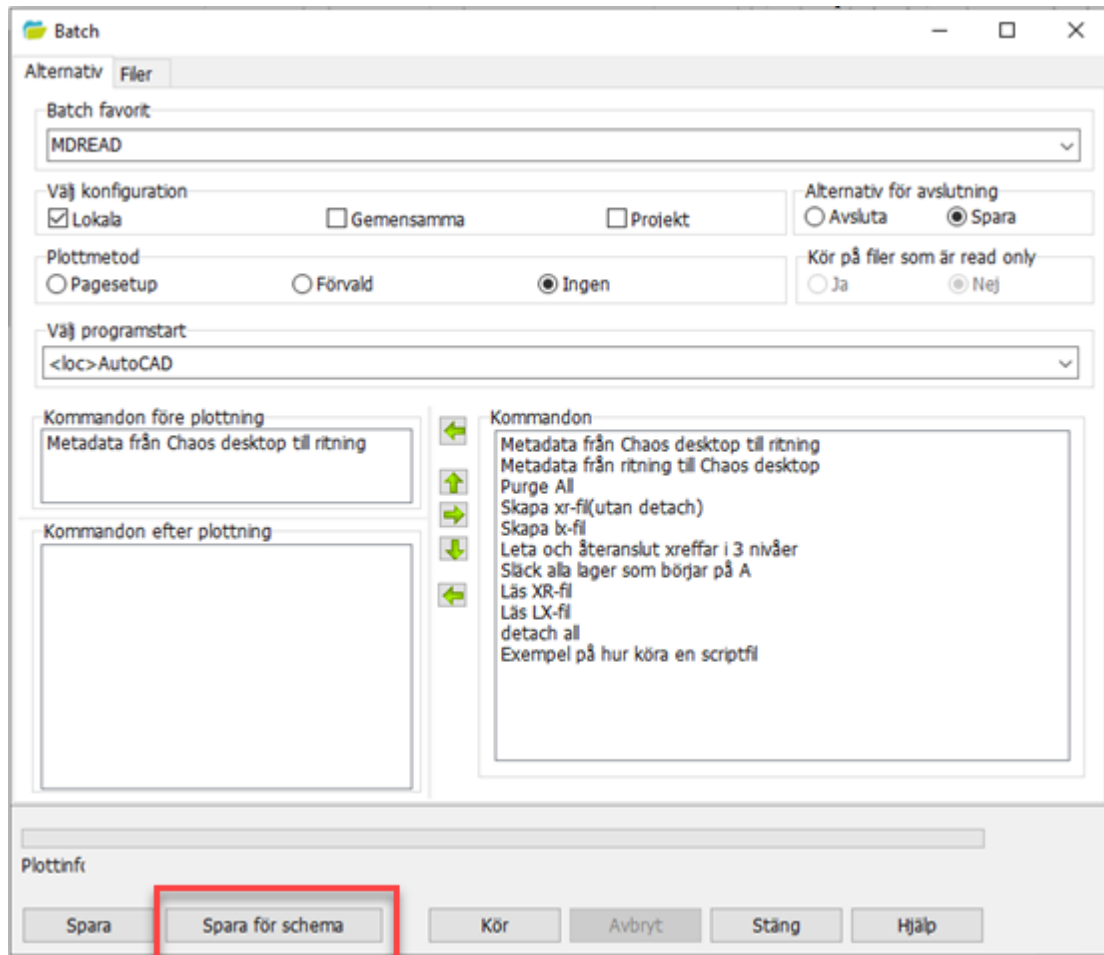 Batch
Alternativ Filer
Batch favorit
MDREAD
Välj konfiguration
Lokala Gemensamma Projekt
Alternativ för avslutning
Avsluta Spara
Plottmetod
Pagesetup Förvald Ingen
Kör på filer som är read only
Ja Nej
Välj programstart
<loc>AutoCAD
Kommandon före plottning
Metadata från Chaos desktop till ritning
Kommandon efter plottning
Kommandon
Metadata från Chaos desktop till ritning
Metadata från ritning till Chaos desktop
Purge All
Skapa xr-fil(utan detach)
Skapa lx-fil
Leta och återanslut xreffar i 3 nivåer
Släck alla lager som börjar på A
Läs XR-fil
Läs LX-fil
detach all
Exempel på hur köra en scriptfil
Plottinfo
Spara Spara för schema Kör Avbryt Stäng Hjälp